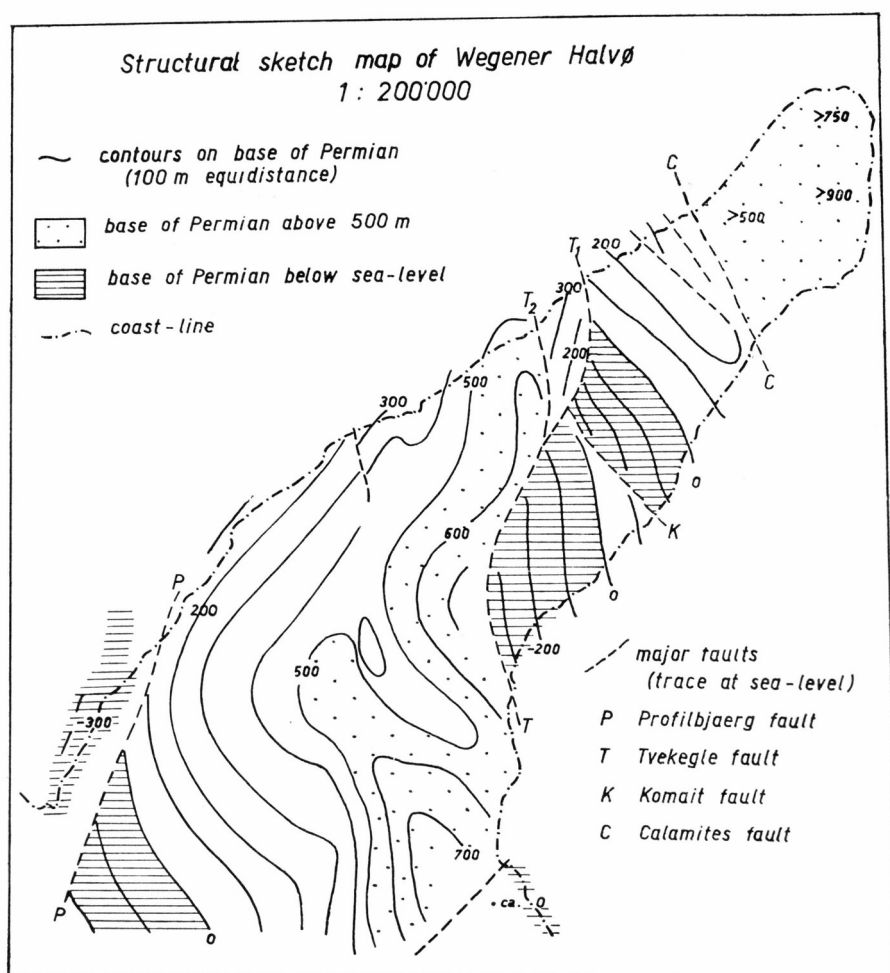 Structural sketch map of Wegener Halvø
1 : 200'000
contours on base of Permian
(100 m equidistance)
base of Permian above 500 m
base of Permian below sea-level
coast-line
>750
>900
>500
C
200
T1
300
T2
200
500
300
C
0
K
600
0
P
200
-200
500
-300
T
major faults
(trace at sea-level)
P Profilbjaerg fault
T Tvekegle fault
K Komait fault
C Calamites fault
700
ca. 0
P
0